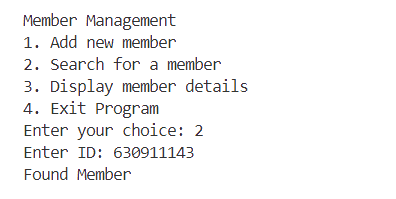 Member Management
1. Add new member
2. Search for a member
3. Display member details
4. Exit Program
Enter your choice: 2
Enter ID: 630911143
Found Member